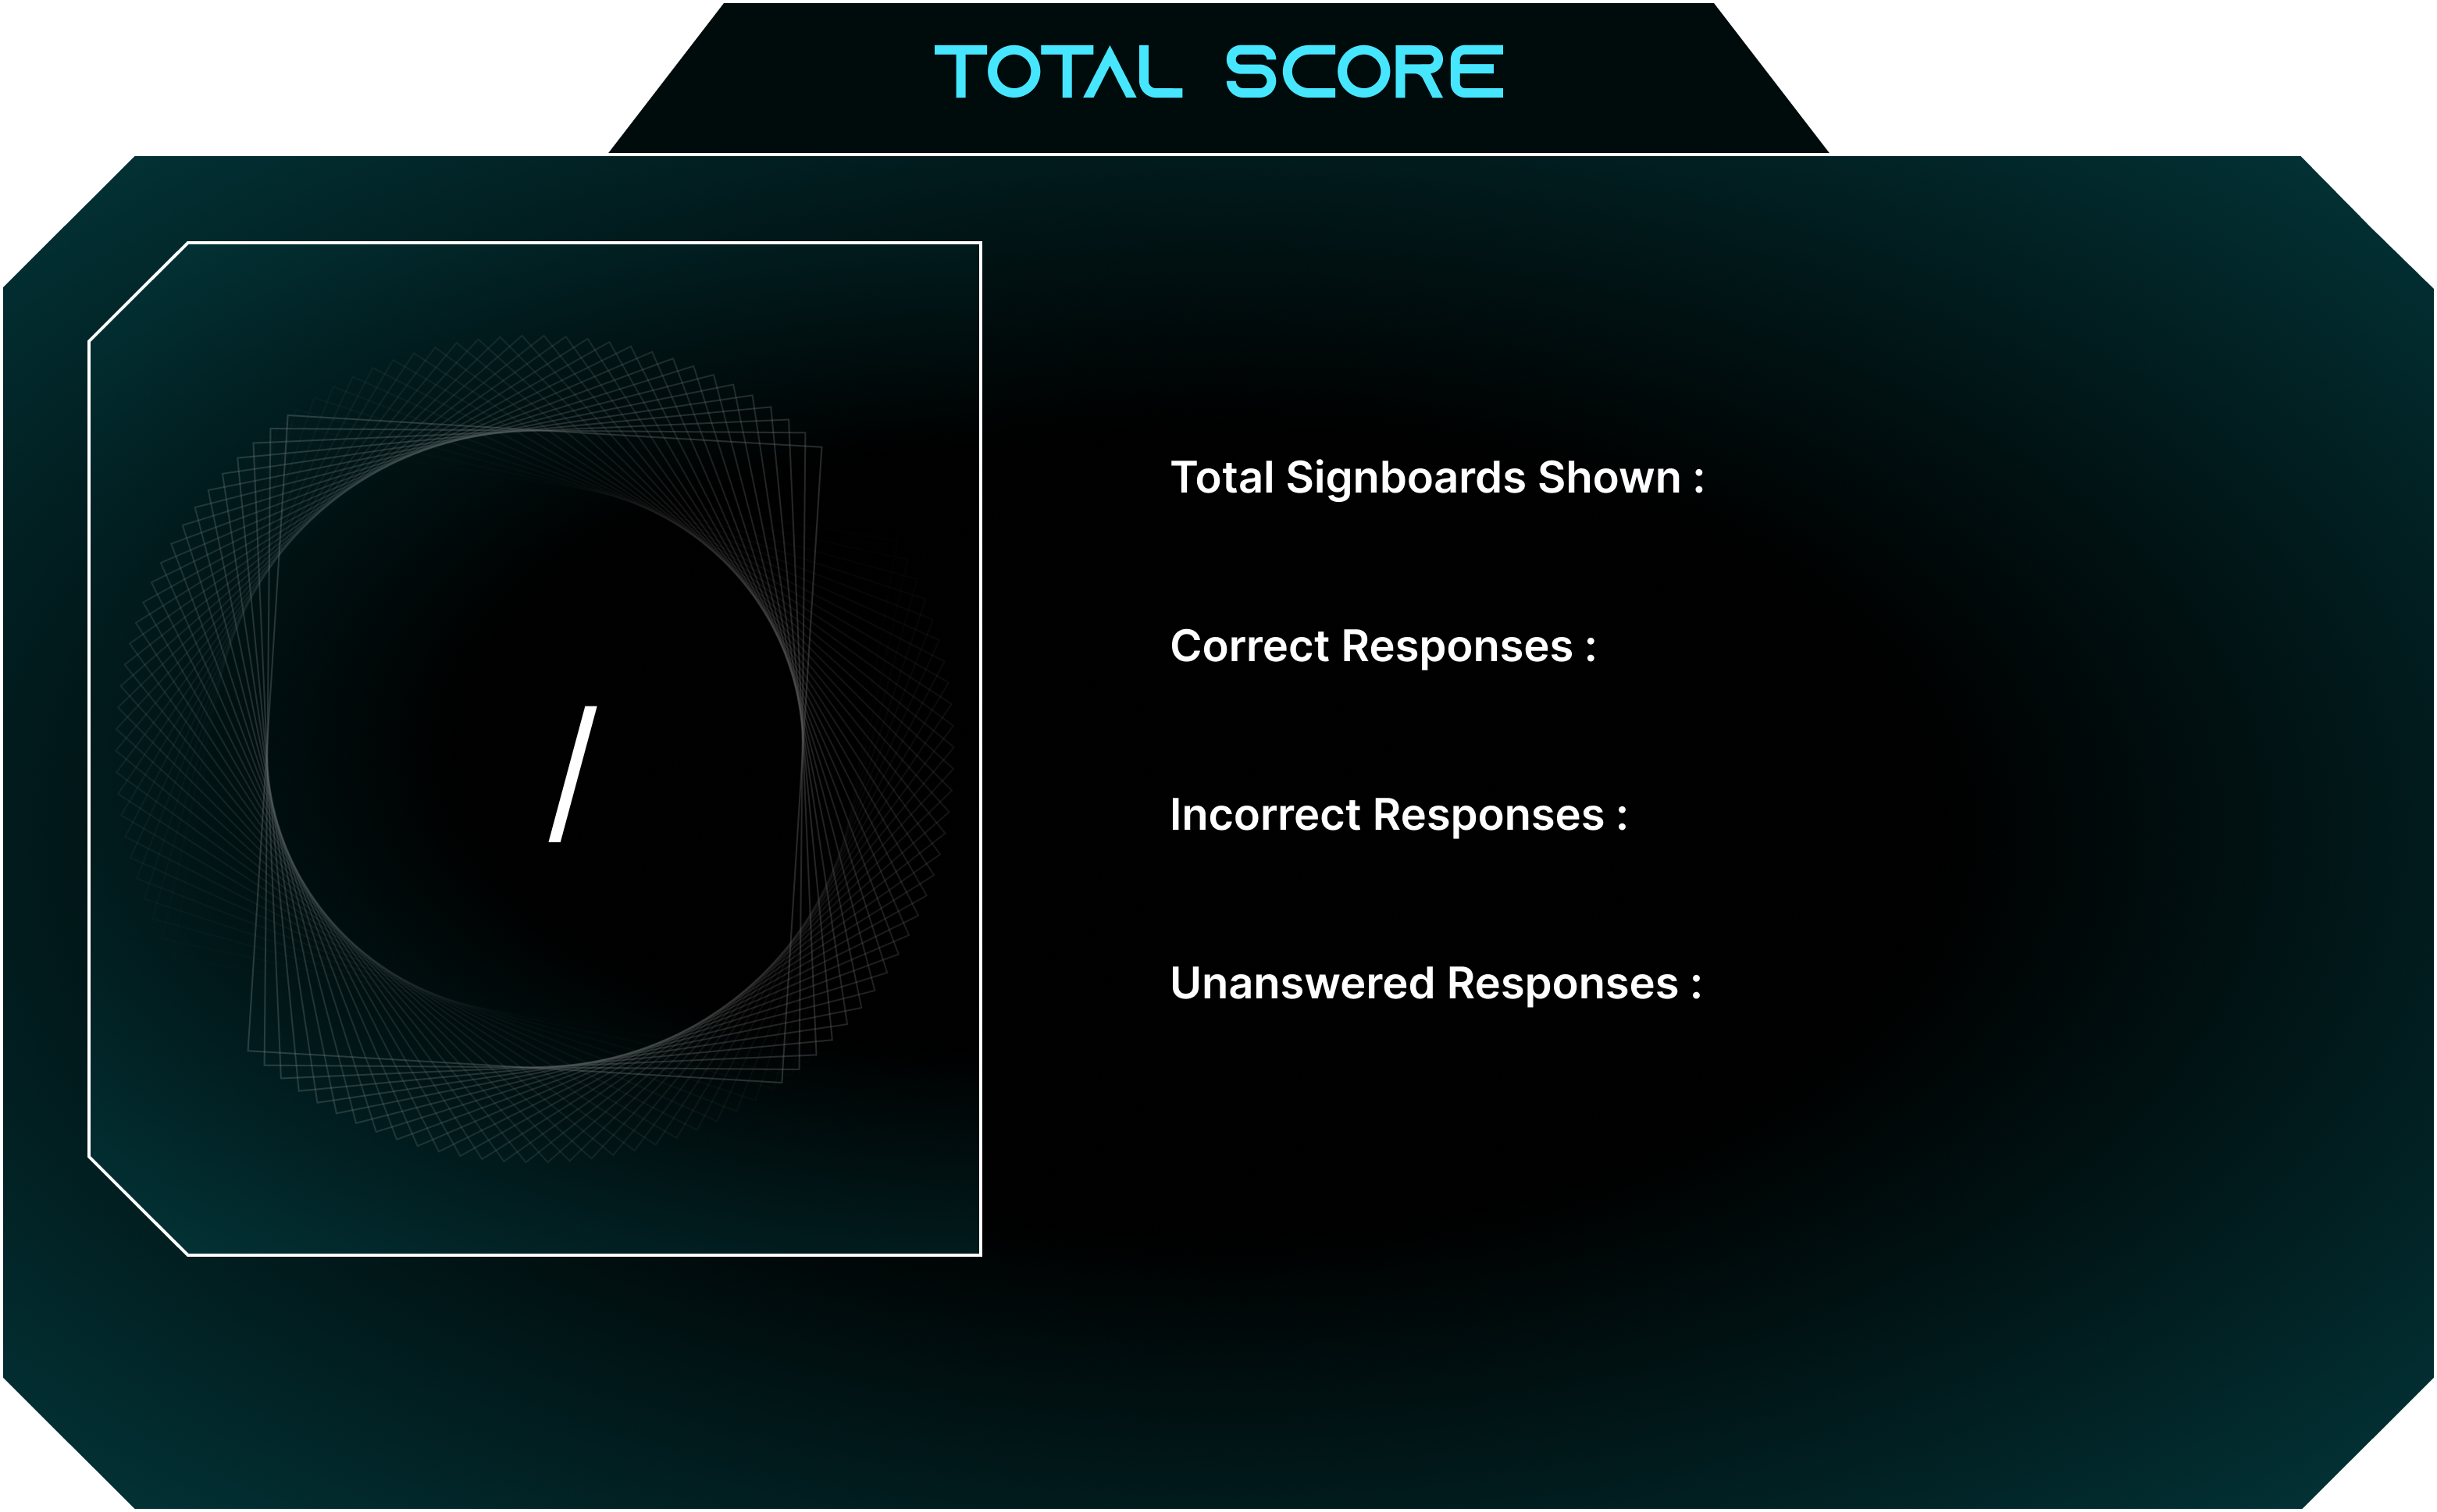 TOTAL SCORE
/
Total Signboards Shown :
Correct Responses :
Incorrect Responses :
Unanswered Responses :